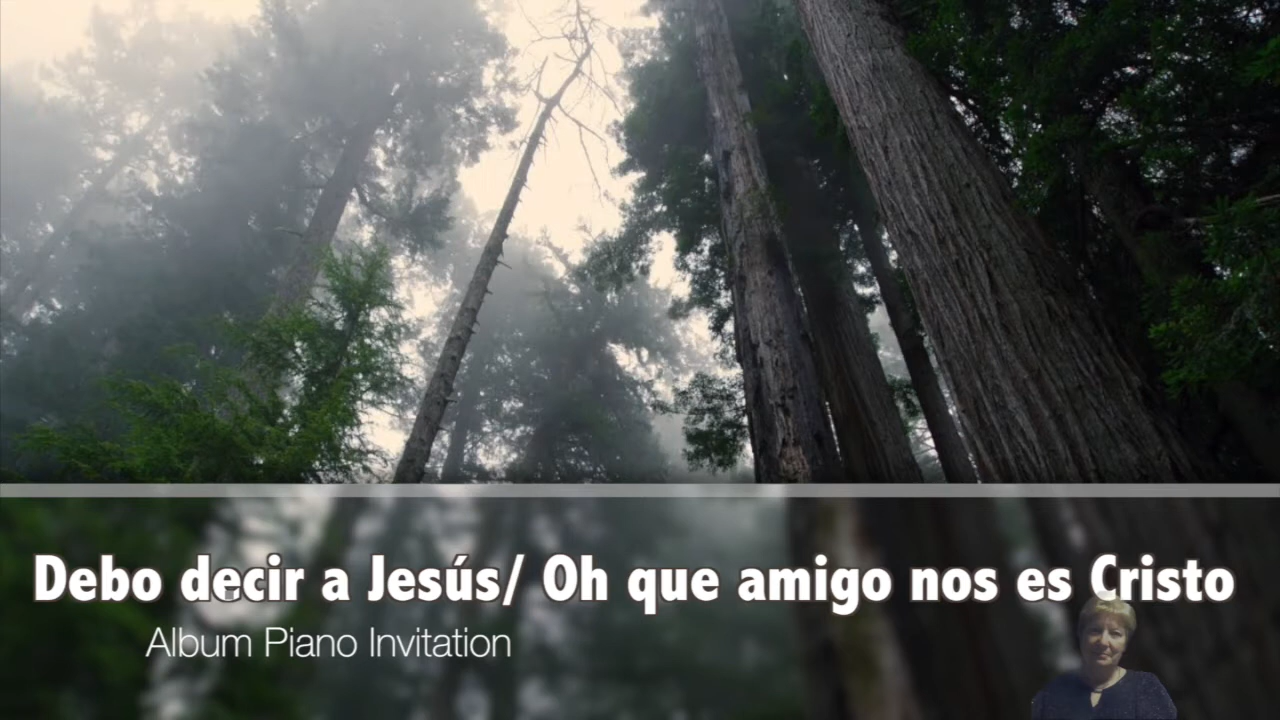 Debo decir a Jesús/ Oh que amigo nos es Cristo
Album Piano Invitation